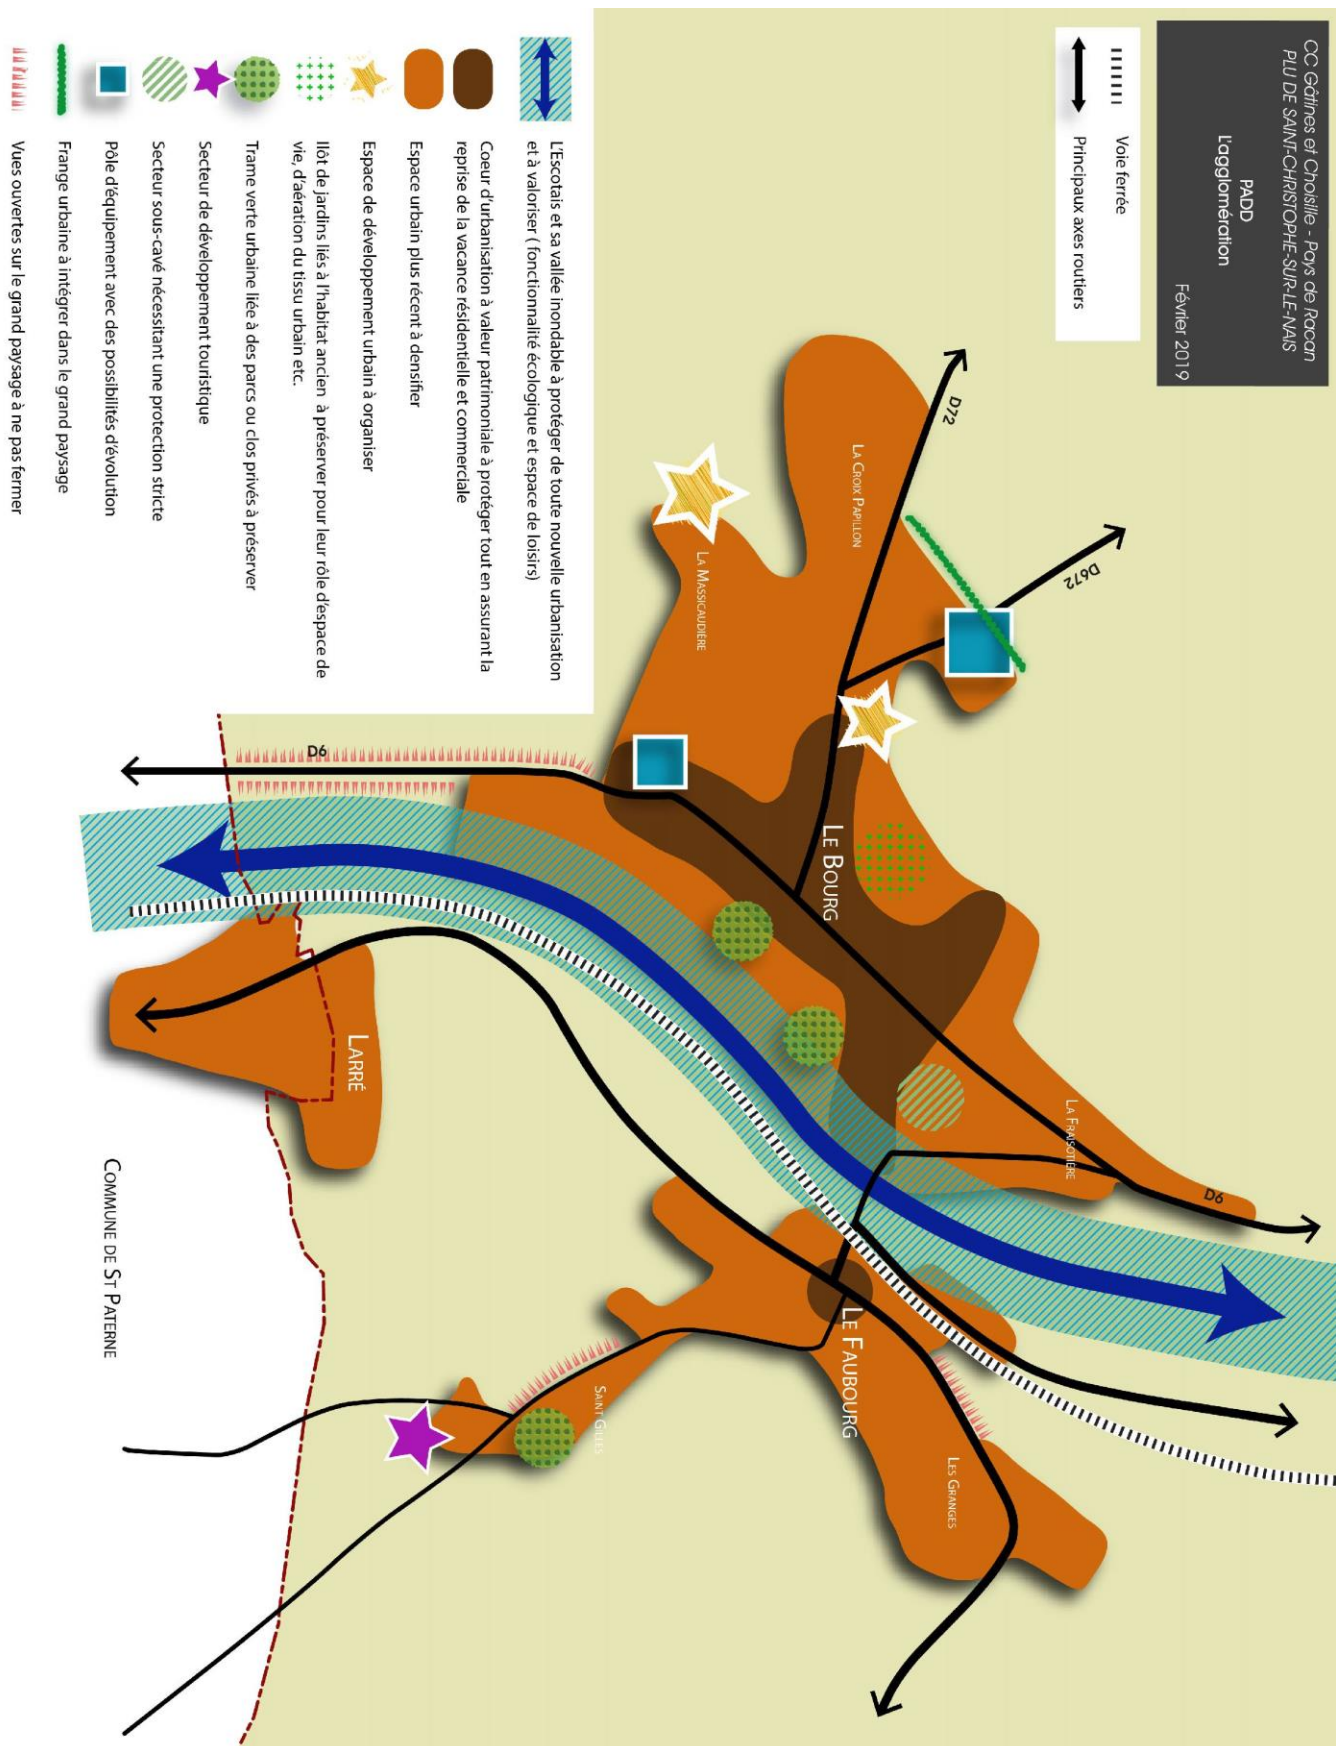 CC Gâtines et Choisille - Pays de Racan
PLU DE SAINT-CHRISTOPHE-SUR-LE-NAIS
PADD
L'agglomération
Février 2019
Voie ferrée
Principaux axes routiers
L'Escotais et sa vallée inondable à protéger de toute nouvelle urbanisation
et à valoriser ( fonctionnalité écologique et espace de loisirs)
Coeur d'urbanisation à valeur patrimoniale à protéger tout en assurant la
reprise de la vacance résidentielle et commerciale
Espace urbain plus récent à densifier
Espace de développement urbain à organiser
Ilôt de jardins liés à l'habitat ancien à préserver pour leur rôle d'espace de
vie, d'aération du tissu urbain etc.
Trame verte urbaine liée à des parcs ou clos privés à préserver
Secteur de développement touristique
Secteur sous-cavé nécessitant une protection stricte
Pôle d'équipement avec des possibilités d'évolution
Frange urbaine à intégrer dans le grand paysage
Vues ouvertes sur le grand paysage à ne pas fermer
D72
D672
LA CROIX PAPILLON
LA MASSICAUDIÈRE
D6
LE BOURG
LA FRAISOTIÈRE
D6
LARRÉ
LE FAUBOURG
SAINT GILLES
LES GRANGES
COMMUNE DE ST PATERNE